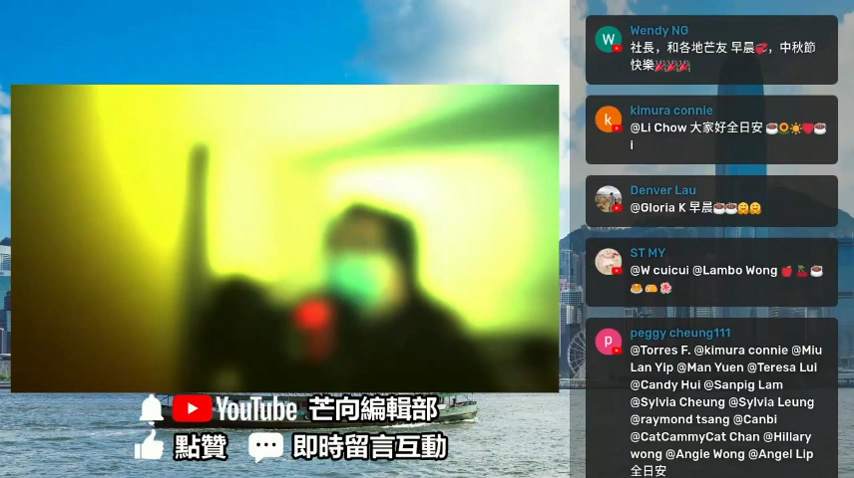 Wendy NG
社長，和各地芒友 早晨💞，中秋節
快樂🎉🎉🎉
kimura connie
@Li Chow 大家好全日安 ☕🌻☀️❤️☕
i
Denver Lau
@Gloria K 早晨☕☕🤗🤗
ST MY
@W cuicui @Lambo Wong 🍎🍒☕
🥞🌮🌺
peggy cheung111
@Torres F. @kimura connie @Miu
Lan Yip @Man Yuen @Teresa Lui
@Candy Hui @Sanpig Lam
@Sylvia Cheung @Sylvia Leung
@raymond tsang @Canbi
@CatCammyCat Chan @Hillary
wong @Angie Wong @Angel Lip
全日安
YouTube 芒向編輯部
點贊 即時留言互動